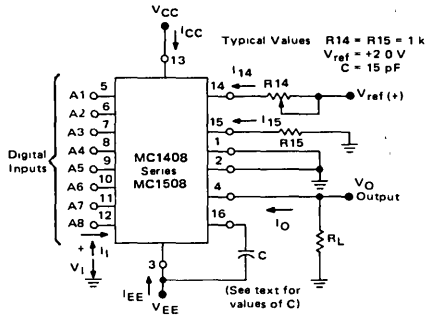 VCC
ICC
Typical Values R14 = R15 = 1 k
Vref = +2 0 V
C = 15 pF
13
A1 5
A2 6
A3 7
A4 8
A5 9
A6 10
A7 11
A8 12
Digital
Inputs
MC1408
Series
MC1508
14 I14 R14 Vref (+)
15 I15 R15
1
2
4 VO
Output
IO
16
RL
C
+ II
VI
3
IEE
VEE
(See text for
values of C)